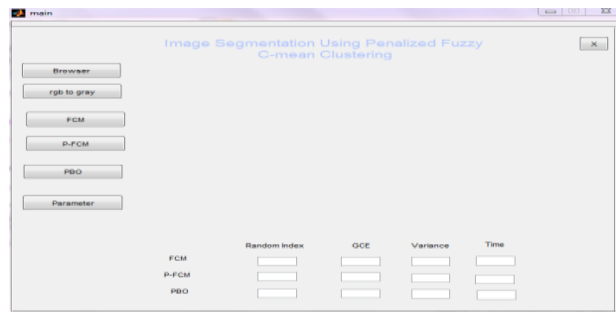 main
Image Segmentation Using Penalized Fuzzy
C-mean Clustering
x
Browser
rgb to gray
FCM
P-FCM
PBO
Parameter
Random Index GCE Variance Time
FCM
P-FCM
PBO